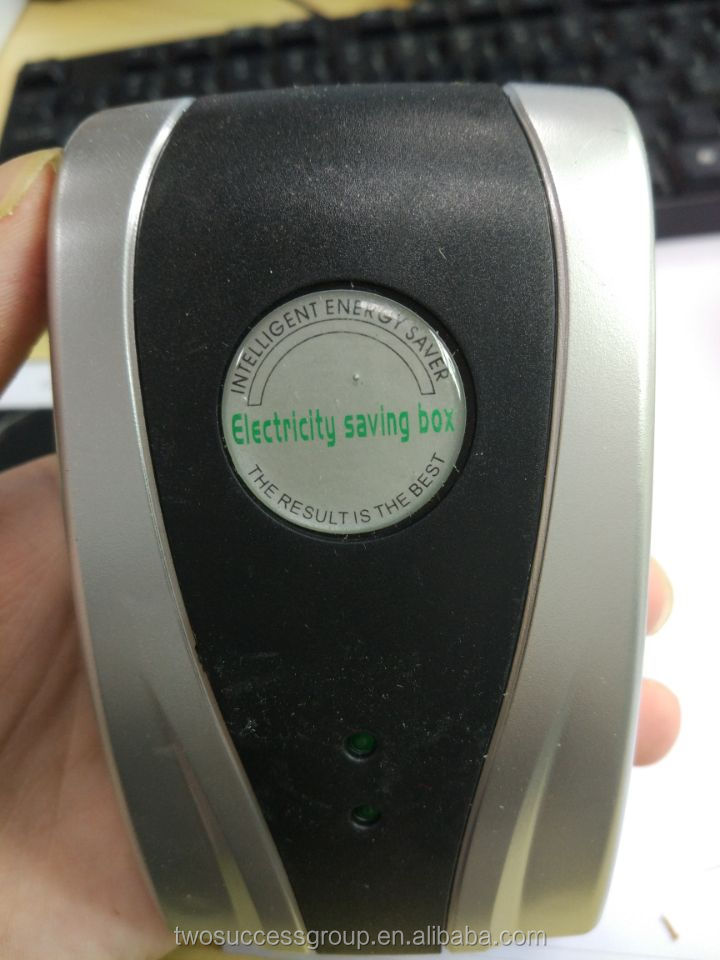 INTELLIGENT ENERGY SAVER
Electricity saving box
THE RESULT IS THE BEST
twosuccessgroup.en.alibaba.com